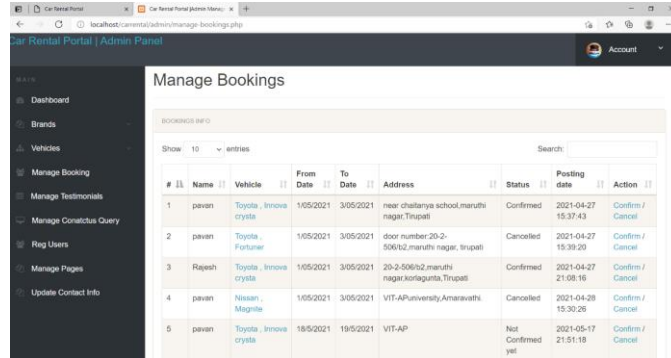 Car Rental Portal
Car Rental Portal |Admin Manag
localhost/carrental/admin/manage-bookings.php
Car Rental Portal | Admin Panel
Account
MAIN
Dashboard
Brands
Vehicles
Manage Booking
Manage Testimonials
Manage Conatctus Query
Reg Users
Manage Pages
Update Contact Info
Manage Bookings
BOOKINGS INFO
Show 10 entries
Search:
# Name Vehicle From Date To Date Address Status Posting date Action
1 pavan Toyota , Innova crysta 1/05/2021 3/05/2021 near chaitanya school,maruthi nagar,Tirupati Confirmed 2021-04-27 15:37:43 Confirm / Cancel
2 pavan Toyota , Fortuner 1/05/2021 3/05/2021 door number:20-2-506/b2,maruthi nagar, tirupati Cancelled 2021-04-27 15:39:20 Confirm / Cancel
3 Rajesh Toyota , Innova crysta 1/05/2021 3/05/2021 20-2-506/b2,maruthi nagar,korlagunta,Tirupati Confirmed 2021-04-27 21:08:16 Confirm / Cancel
4 pavan Nissan , Magnite 1/05/2021 3/05/2021 VIT-APuniversity,Amaravathi. Cancelled 2021-04-28 15:30:26 Confirm / Cancel
5 pavan Toyota , Innova crysta 18/5/2021 19/5/2021 VIT-AP Not Confirmed yet 2021-05-17 21:51:18 Confirm / Cancel